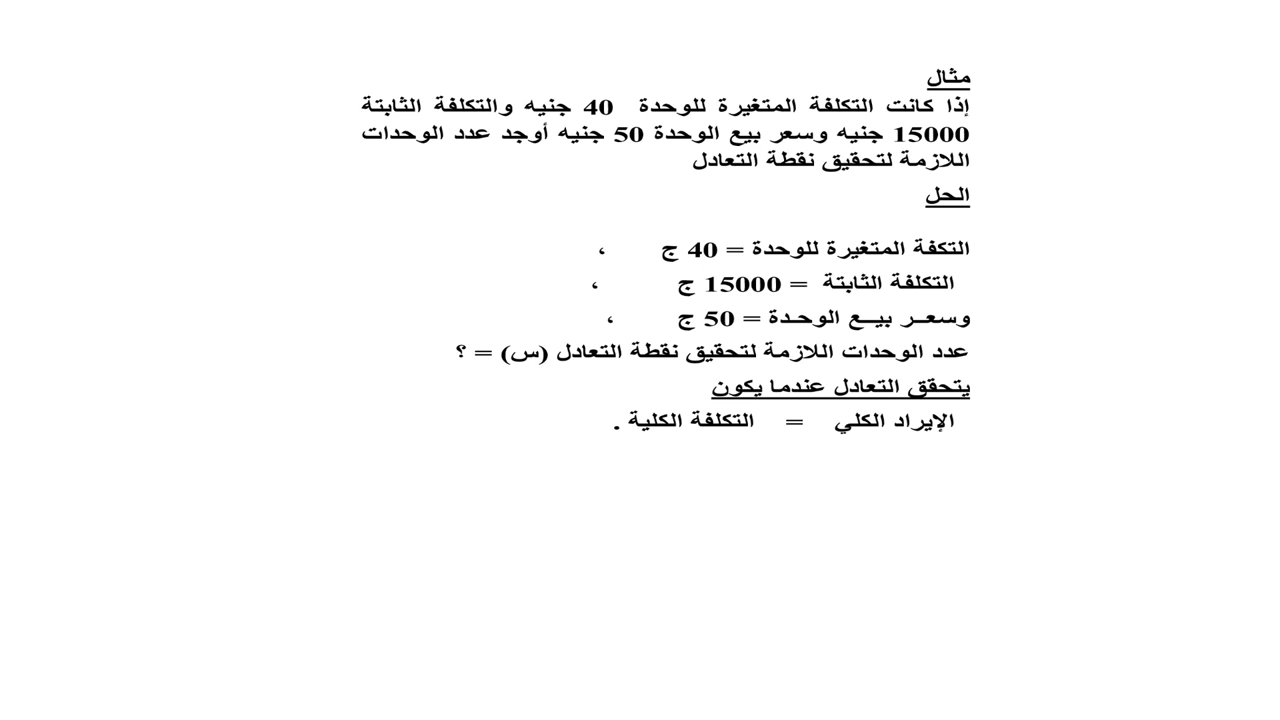 مثال
إذا كانت التكلفة المتغيرة للوحدة 40 جنيه والتكلفة الثابتة
15000 جنيه وسعر بيع الوحدة 50 جنيه أوجد عدد الوحدات
اللازمة لتحقيق نقطة التعادل
الحل
التكفة المتغيرة للوحدة = 40 ج ،
التكلفة الثابتة = 15000 ج ،
وسعــر بيــع الوحـدة = 50 ج ،
عدد الوحدات اللازمة لتحقيق نقطة التعادل (س) = ؟
يتحقق التعادل عندما يكون
الإيراد الكلي = التكلفة الكلية .